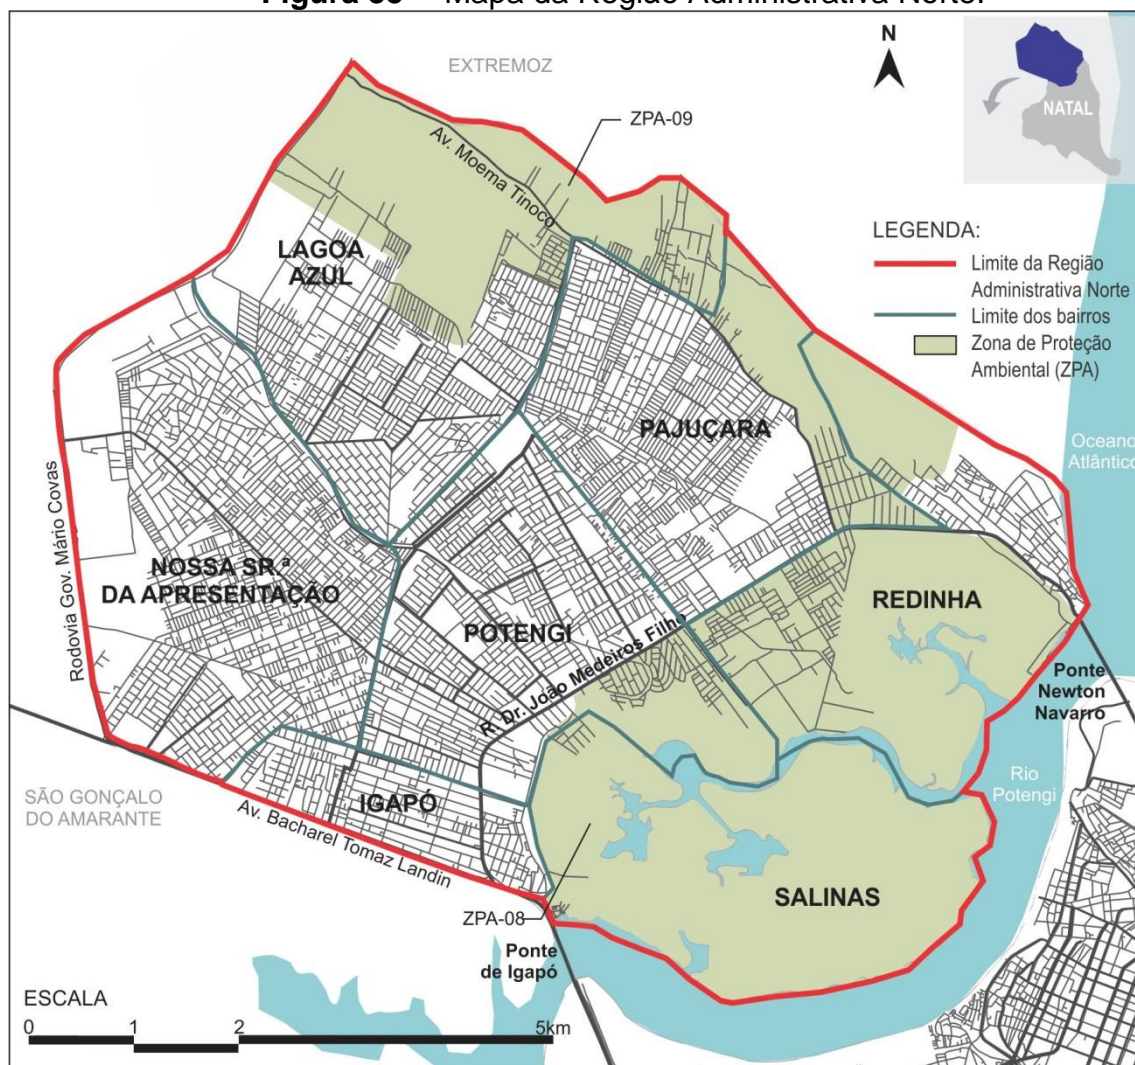 Mapa da Região Administrativa Norte.
EXTREMOZ
N
NATAL
ZPA-09
Av. Moema Tinoco
LEGENDA:
Limite da Região
Administrativa Norte
Limite dos bairros
Zona de Proteção
Ambiental (ZPA)
LAGOA
AZUL
PAJUÇARA
Oceano
Atlântico
Rodovia Gov. Mário Covas
NOSSA SR.ª
DA APRESENTAÇÃO
POTENGI
R. Dr. João Medeiros Filho
REDINHA
Ponte
Newton
Navarro
Rio
Potengi
SÃO GONÇALO
DO AMARANTE
IGAPÓ
Av. Bacharel Tomaz Landin
SALINAS
ZPA-08
Ponte
de Igapó
ESCALA
0 1 2 5km